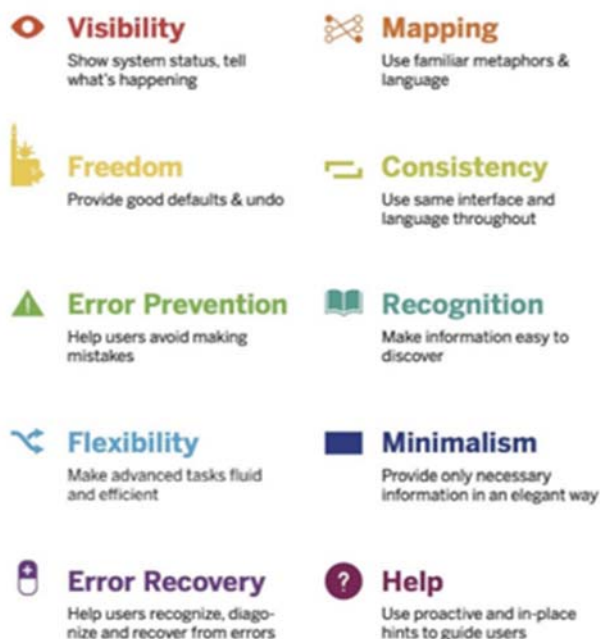 Visibility
Show system status, tell
what's happening
Mapping
Use familiar metaphors &
language
Freedom
Provide good defaults & undo
Consistency
Use same interface and
language throughout
Error Prevention
Help users avoid making
mistakes
Recognition
Make information easy to
discover
Flexibility
Make advanced tasks fluid
and efficient
Minimalism
Provide only necessary
information in an elegant way
Error Recovery
Help users recognize, diago-
nize and recover from errors
?
Help
Use proactive and in-place
hints to guide users